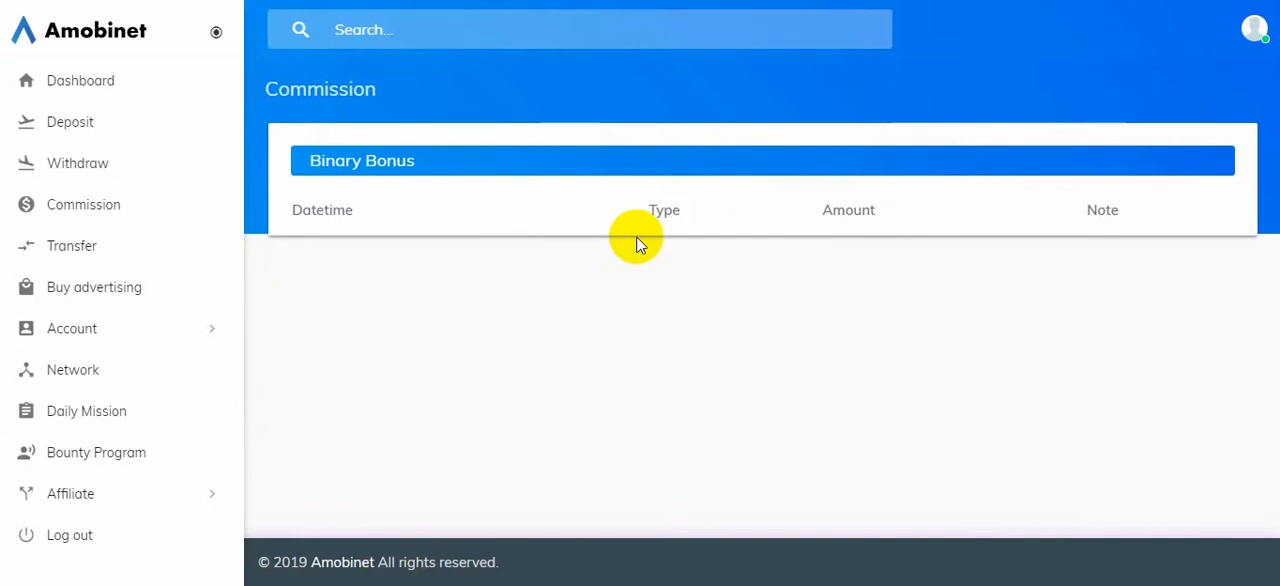 Amobinet
Search...
Dashboard
Commission
Deposit
Binary Bonus
Withdraw
Commission
Datetime Type Amount Note
Transfer
Buy advertising
Account
Network
Daily Mission
Bounty Program
Affiliate
Log out
© 2019 Amobinet All rights reserved.